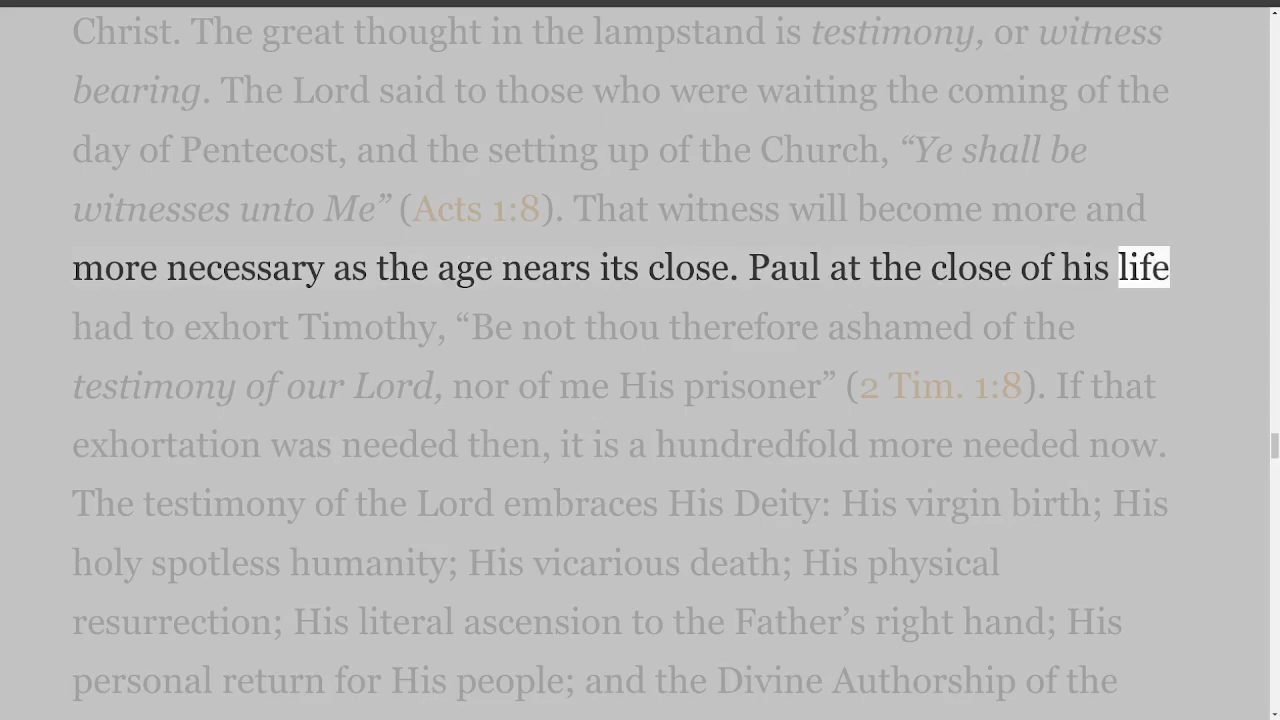 Christ. The great thought in the lampstand is testimony, or witness
bearing. The Lord said to those who were waiting the coming of the
day of Pentecost, and the setting up of the Church, “Ye shall be
witnesses unto Me” (Acts 1:8). That witness will become more and
more necessary as the age nears its close. Paul at the close of his life
had to exhort Timothy, “Be not thou therefore ashamed of the
testimony of our Lord, nor of me His prisoner” (2 Tim. 1:8). If that
exhortation was needed then, it is a hundredfold more needed now.
The testimony of the Lord embraces His Deity: His virgin birth; His
holy spotless humanity; His vicarious death; His physical
resurrection; His literal ascension to the Father’s right hand; His
personal return for His people; and the Divine Authorship of the